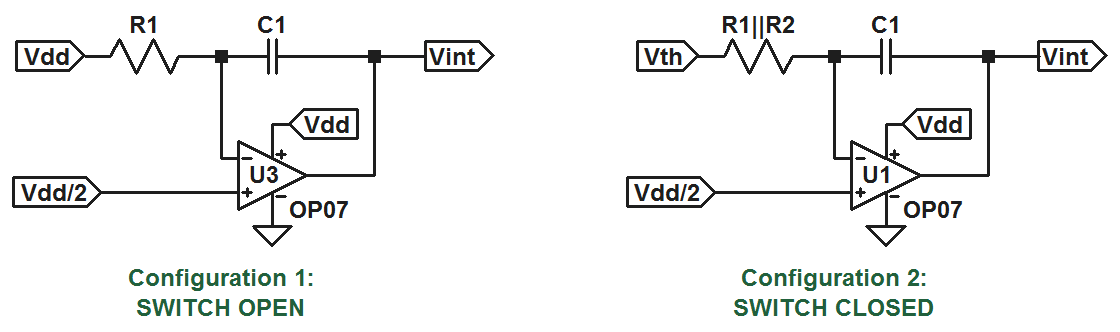 R1
C1
Vdd
Vint
Vdd
U3
Vdd/2
OP07
Configuration 1:
SWITCH OPEN
R1||R2
C1
Vth
Vint
Vdd
U1
Vdd/2
OP07
Configuration 2:
SWITCH CLOSED